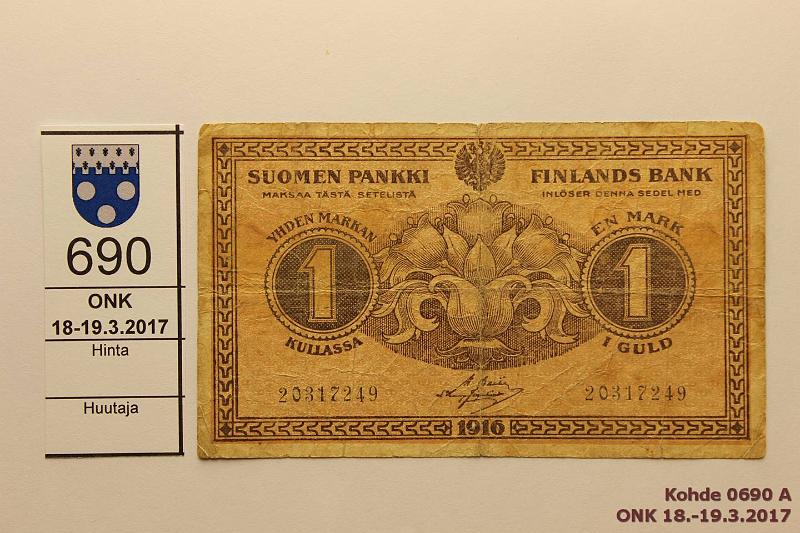 690
ONK
18-19.3.2017
Hinta
Huutaja
SUOMEN PANKKI
MAKSAA TÄSTÄ SETELISTÄ
FINLANDS BANK
INLÖSER DENNA SEDEL MED
YHDEN MARKAN
1
KULLASSA
EN MARK
1
I GULD
20317249
20317249
1916
Kohde 0690 A
ONK 18.-19.3.2017